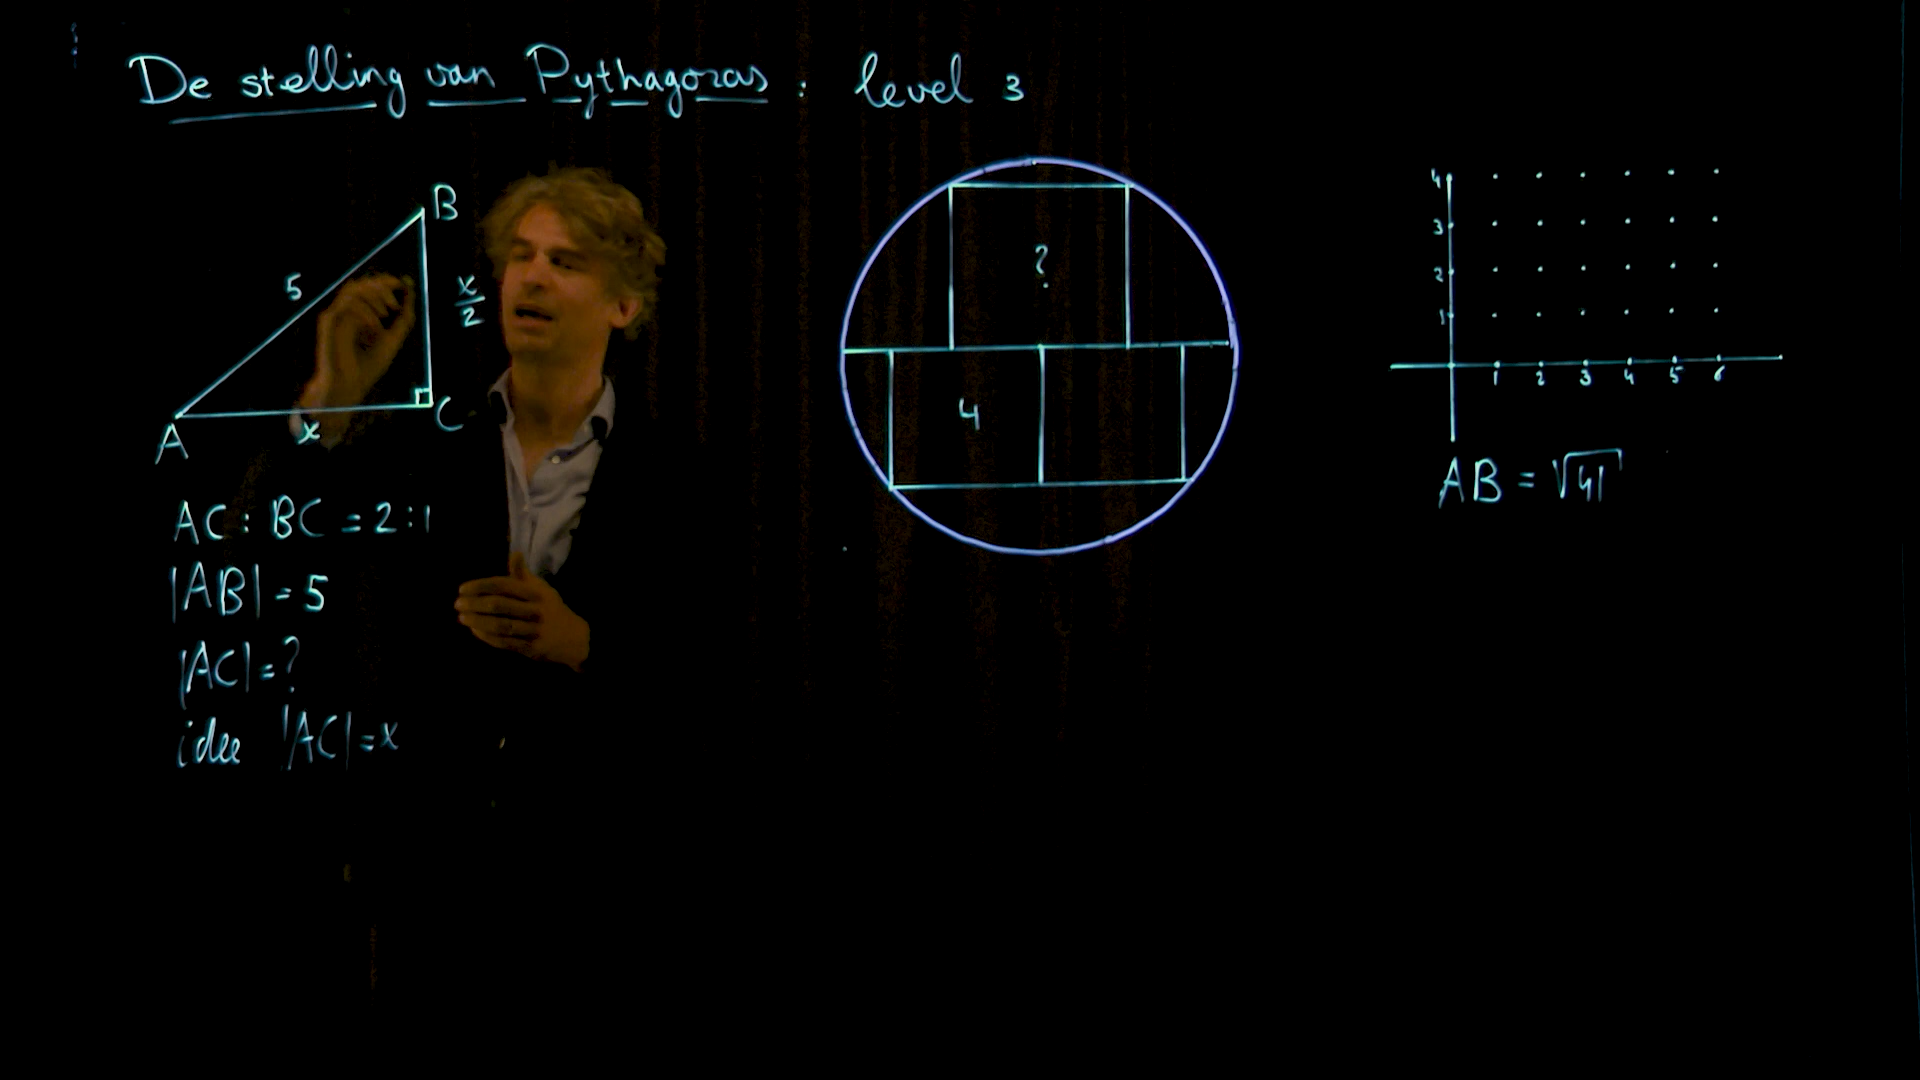 De stelling van Pythagoras : level 3
B
5
x/2
A
x
C
AC : BC = 2 : 1
|AB| = 5
|AC| = ?
idee |AC| = x
?
4
4
3
2
1
1 2 3 4 5 6
AB = √41